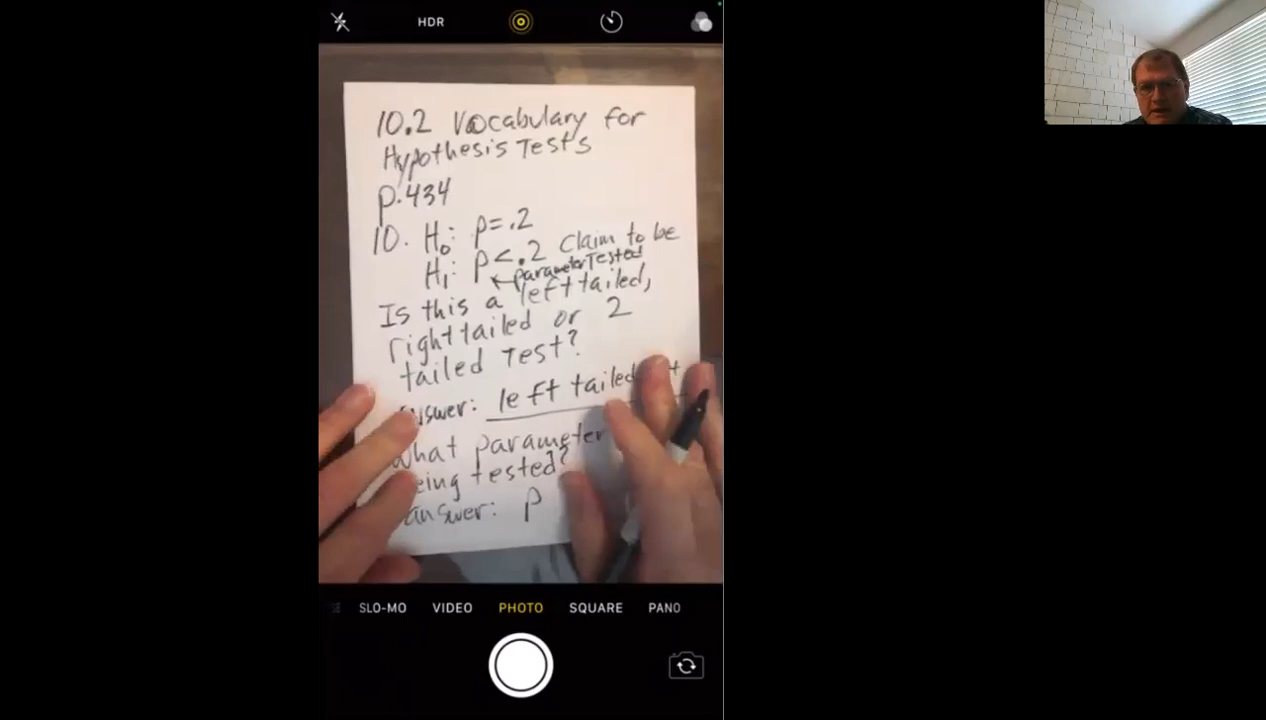 HDR
10.2 Vocabulary for
Hypothesis Tests
p.434
10. H₀: p=.2
H₁: p<.2 Claim to be
parameter Tested
Is this a left tailed,
right tailed or 2
tailed Test?
answer: left tailed
What parameter
being tested?
answer: p
SLO-MO VIDEO PHOTO SQUARE PANO